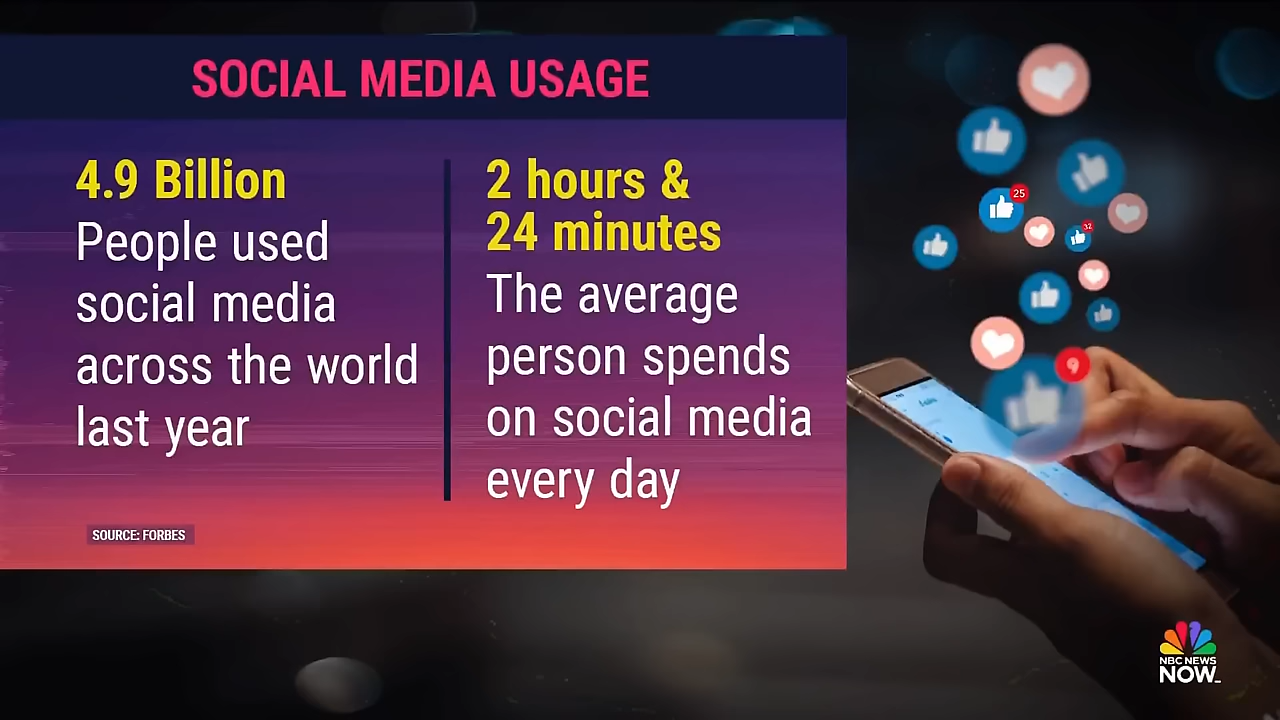 SOCIAL MEDIA USAGE
4.9 Billion
People used
social media
across the world
last year
2 hours &
24 minutes
The average
person spends
on social media
every day
SOURCE: FORBES
25
32
9
NBC NEWS
NOW